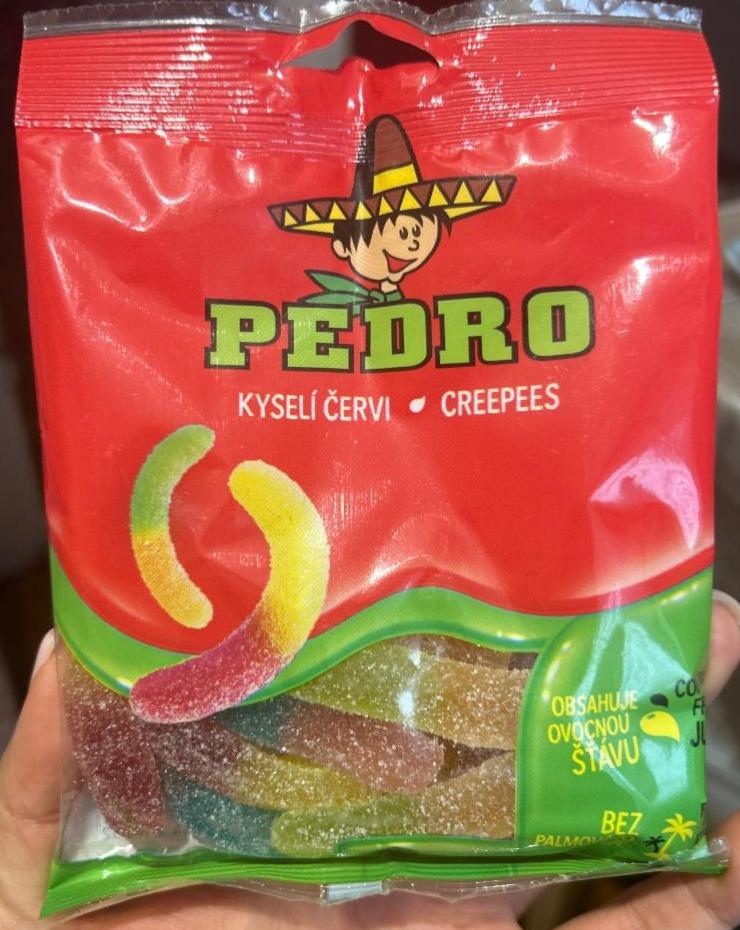 PEDRO
KYSELÍ ČERVI CREEPEES
OBSAHUJE
OVOCNOU
ŠŤÁVU
BEZ